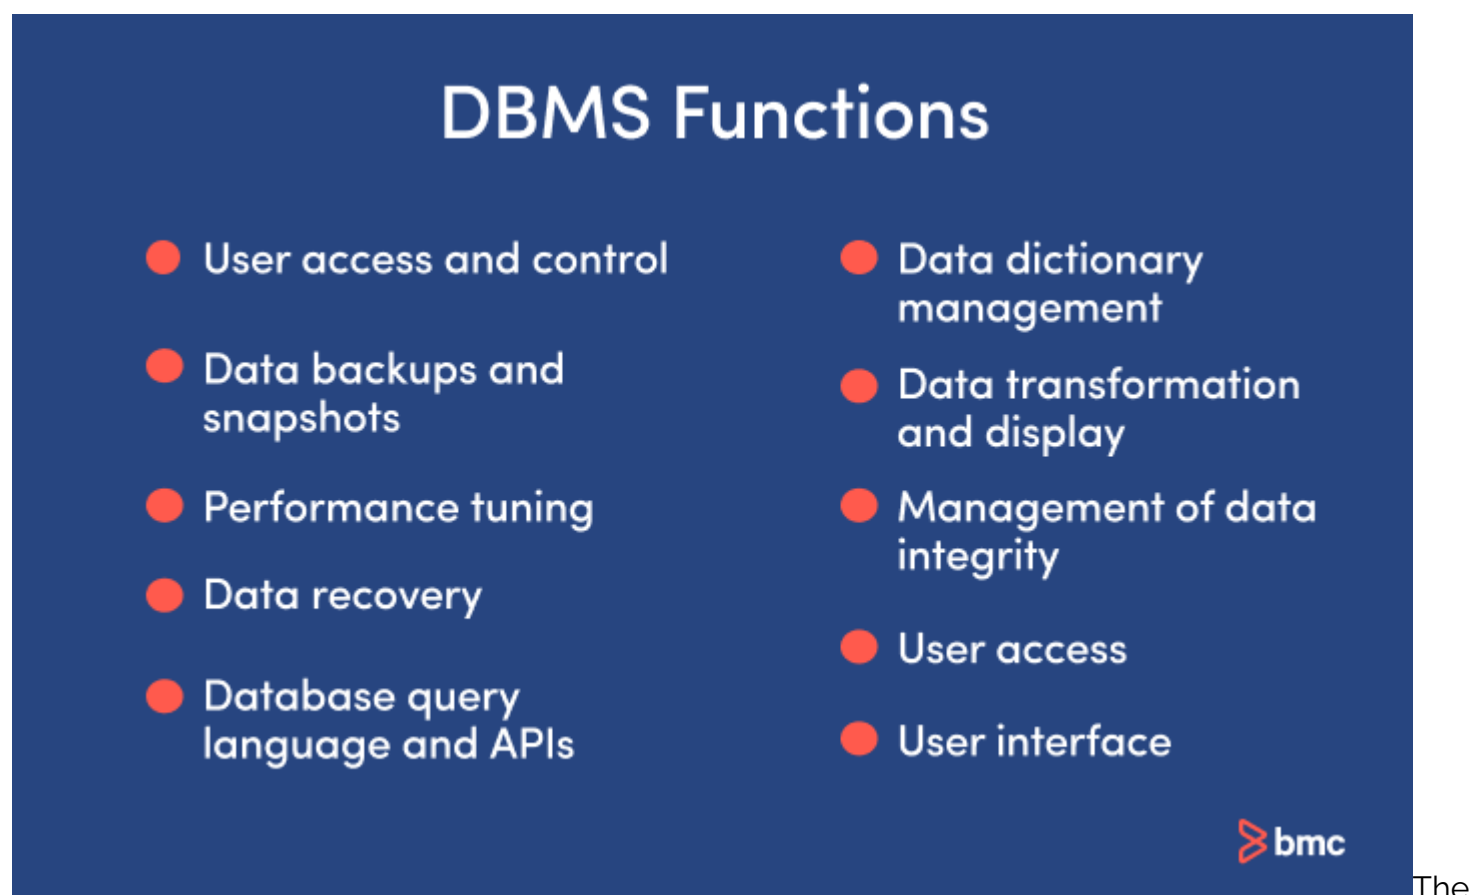 DBMS Functions
User access and control
Data backups and
snapshots
Performance tuning
Data recovery
Database query
language and APIs
Data dictionary
management
Data transformation
and display
Management of data
integrity
User access
User interface
bmc
The